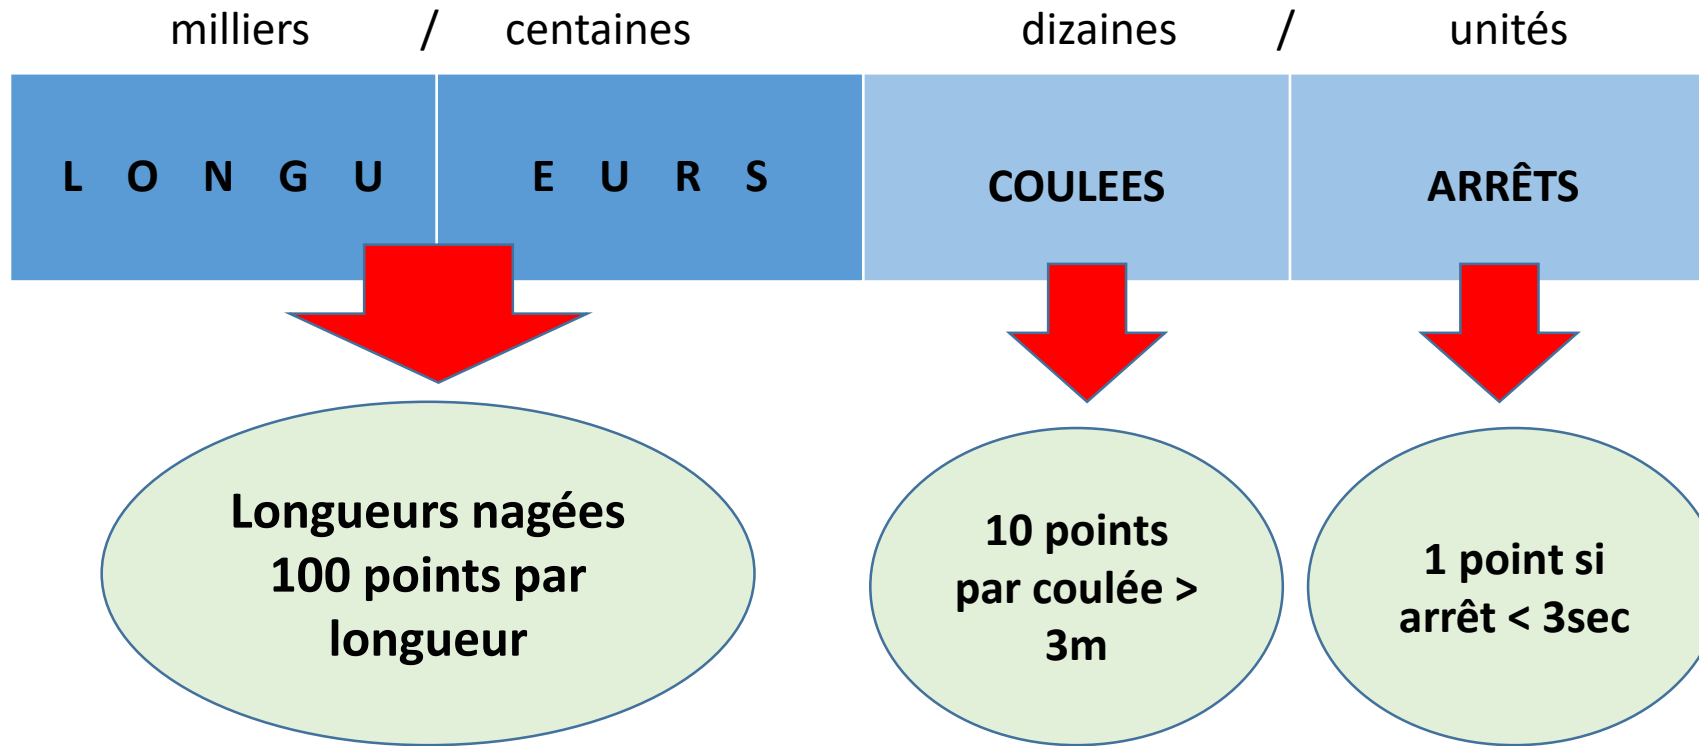 milliers / centaines dizaines / unités
L O N G U E U R S COULEES ARRÊTS
Longueurs nagées
100 points par
longueur
10 points
par coulée >
3m
1 point si
arrêt < 3sec